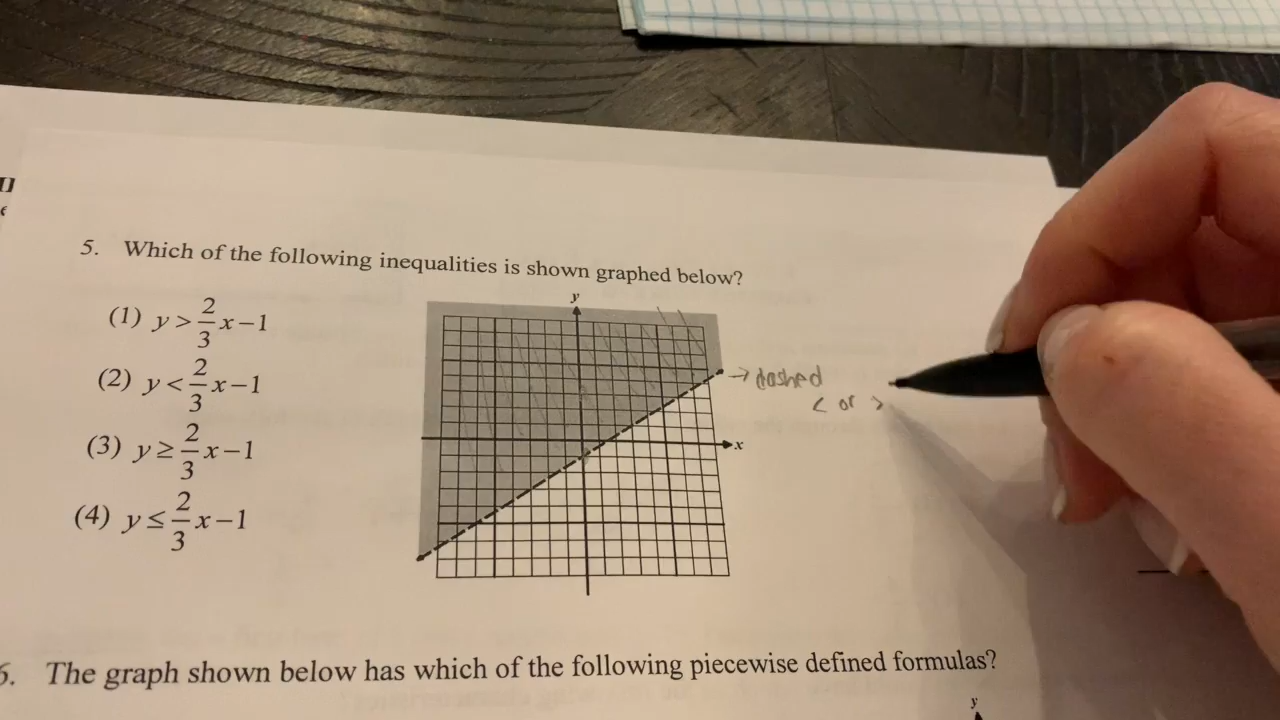 5. Which of the following inequalities is shown graphed below?
y
(1) y > 2/3 x − 1
(2) y < 2/3 x − 1
(3) y ≥ 2/3 x − 1
(4) y ≤ 2/3 x − 1
→ dashed
< or >
x
6. The graph shown below has which of the following piecewise defined formulas?
y